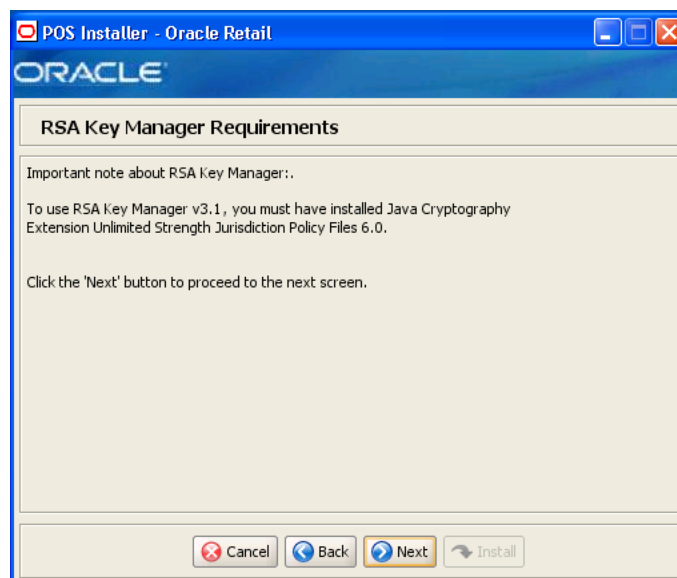 POS Installer - Oracle Retail
ORACLE
RSA Key Manager Requirements
Important note about RSA Key Manager:.
To use RSA Key Manager v3.1, you must have installed Java Cryptography
Extension Unlimited Strength Jurisdiction Policy Files 6.0.
Click the 'Next' button to proceed to the next screen.
Cancel Back Next Install